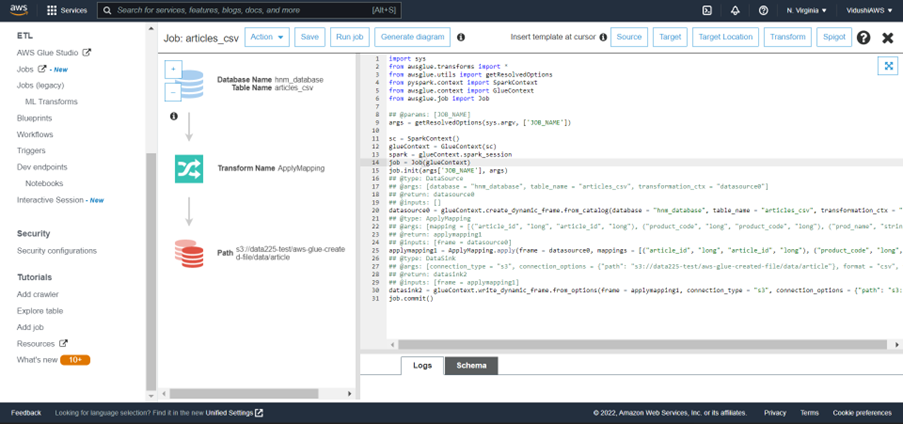 aws
Services
Search for services, features, blogs, docs, and more
[Alt+S]
N. Virginia
VidushiAWS
ETL
AWS Glue Studio
Jobs - New
Jobs (legacy)
ML Transforms
Blueprints
Workflows
Triggers
Dev endpoints
Notebooks
Interactive Session - New
Security
Security configurations
Tutorials
Add crawler
Explore table
Add job
Resources
What's new 10+
Job: articles_csv
Action
Save
Run job
Generate diagram
Insert template at cursor
Source
Target
Target Location
Transform
Spigot
Database Name hnm_database
Table Name articles_csv
Transform Name ApplyMapping
Path s3://data225-test/aws-glue-create
d-file/data/article
1 import sys
2 from awsglue.transforms import *
3 from awsglue.utils import getResolvedOptions
4 from pyspark.context import SparkContext
5 from awsglue.context import GlueContext
6 from awsglue.job import Job
7
8 ## @params: [JOB_NAME]
9 args = getResolvedOptions(sys.argv, ['JOB_NAME'])
10
11 sc = SparkContext()
12 glueContext = GlueContext(sc)
13 spark = glueContext.spark_session
14 job = Job(glueContext)
15 job.init(args['JOB_NAME'], args)
16 ## @type: DataSource
17 ## @args: [database = "hnm_database", table_name = "articles_csv", transformation_ctx = "datasource0"]
18 ## @return: datasource0
19 ## @inputs: []
20 datasource0 = glueContext.create_dynamic_frame.from_catalog(database = "hnm_database", table_name = "articles_csv", transformation_ctx = "
21 ## @type: ApplyMapping
22 ## @args: [mapping = [("article_id", "long", "article_id", "long"), ("product_code", "long", "product_code", "long"), ("prod_name", "strin
23 ## @return: applymapping1
24 ## @inputs: [frame = datasource0]
25 applymapping1 = ApplyMapping.apply(frame = datasource0, mappings = [("article_id", "long", "article_id", "long"), ("product_code", "long",
26 ## @type: DataSink
27 ## @args: [connection_type = "s3", connection_options = {"path": "s3://data225-test/aws-glue-created-file/data/article"}, format = "csv",
28 ## @return: datasink2
29 ## @inputs: [frame = applymapping1]
30 datasink2 = glueContext.write_dynamic_frame.from_options(frame = applymapping1, connection_type = "s3", connection_options = {"path": "s3:
31 job.commit()
Logs
Schema
Feedback
Looking for language selection? Find it in the new Unified Settings
© 2022, Amazon Web Services, Inc. or its affiliates.
Privacy
Terms
Cookie preferences